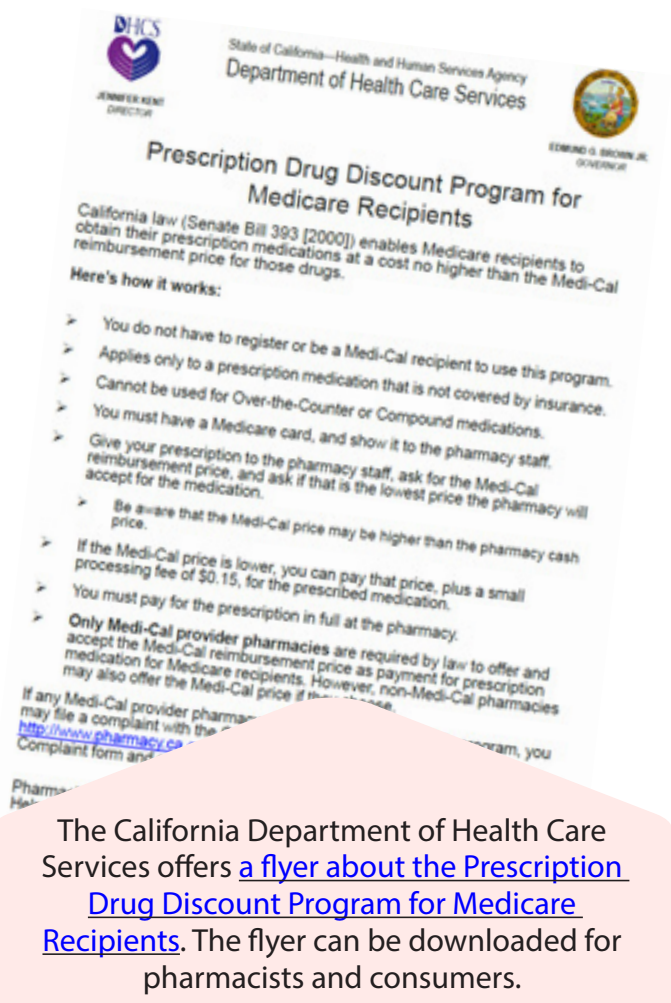 DHCS
JENNIFER KENT
DIRECTOR
State of California—Health and Human Services Agency
Department of Health Care Services
EDMUND G. BROWN JR.
GOVERNOR
Prescription Drug Discount Program for
Medicare Recipients
California law (Senate Bill 393 [2000]) enables Medicare recipients to
obtain their prescription medications at a cost no higher than the Medi-Cal
reimbursement price for those drugs.
Here's how it works:
➢ You do not have to register or be a Medi-Cal recipient to use this program.
➢ Applies only to a prescription medication that is not covered by insurance.
➢ Cannot be used for Over-the-Counter or Compound medications.
➢ You must have a Medicare card, and show it to the pharmacy staff.
➢ Give your prescription to the pharmacy staff, ask for the Medi-Cal
reimbursement price, and ask if that is the lowest price the pharmacy will
accept for the medication.
➢ Be aware that the Medi-Cal price may be higher than the pharmacy cash
price.
➢ If the Medi-Cal price is lower, you can pay that price, plus a small
processing fee of $0.15, for the prescribed medication.
➢ You must pay for the prescription in full at the pharmacy.
➢ Only Medi-Cal provider pharmacies are required by law to offer and
accept the Medi-Cal reimbursement price as payment for prescription
medication for Medicare recipients. However, non-Medi-Cal pharmacies
may also offer the Medi-Cal price if they choose.
If any Medi-Cal provider pharmac
may file a complaint with the ogram, you
http://www.pharmacy.ca
Complaint form and
Pharma
The California Department of Health Care
Services offers a flyer about the Prescription
Drug Discount Program for Medicare
Recipients. The flyer can be downloaded for
pharmacists and consumers.